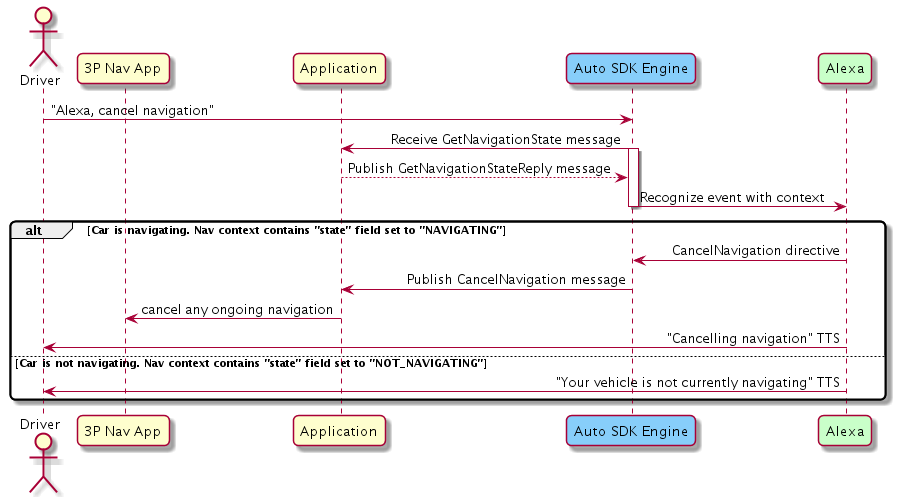 Driver
3P Nav App
Application
Auto SDK Engine
Alexa
"Alexa, cancel navigation"
Receive GetNavigationState message
Publish GetNavigationStateReply message
Recognize event with context
alt
[Car is navigating. Nav context contains "state" field set to "NAVIGATING"]
CancelNavigation directive
Publish CancelNavigation message
cancel any ongoing navigation
"Cancelling navigation" TTS
[Car is not navigating. Nav context contains "state" field set to "NOT_NAVIGATING"]
"Your vehicle is not currently navigating" TTS
Driver
3P Nav App
Application
Auto SDK Engine
Alexa